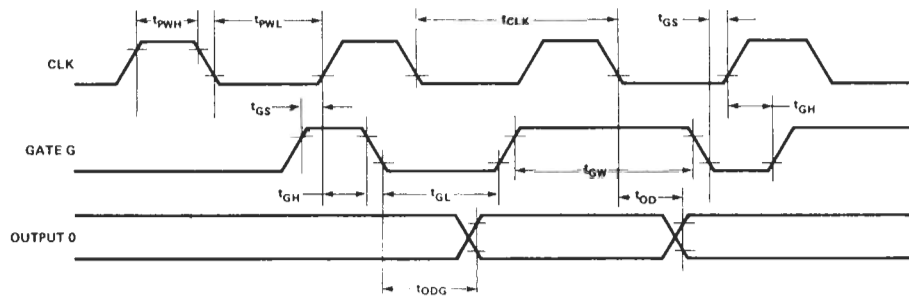 tPWH
tPWL
tCLK
tGS
CLK
tGS
tGH
GATE G
tGH
tGL
tGW
tOD
OUTPUT 0
tODG